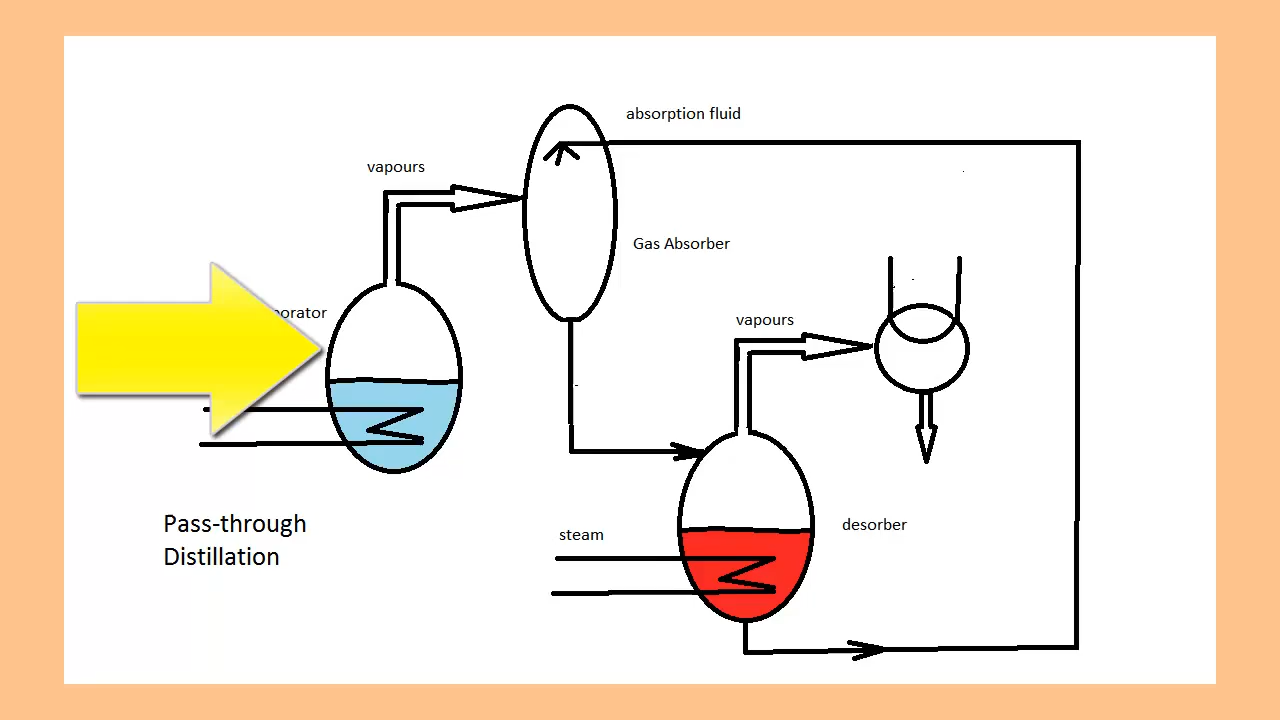 absorption fluid
vapours
Gas Absorber
vapours
Pass-through
Distillation
steam
desorber